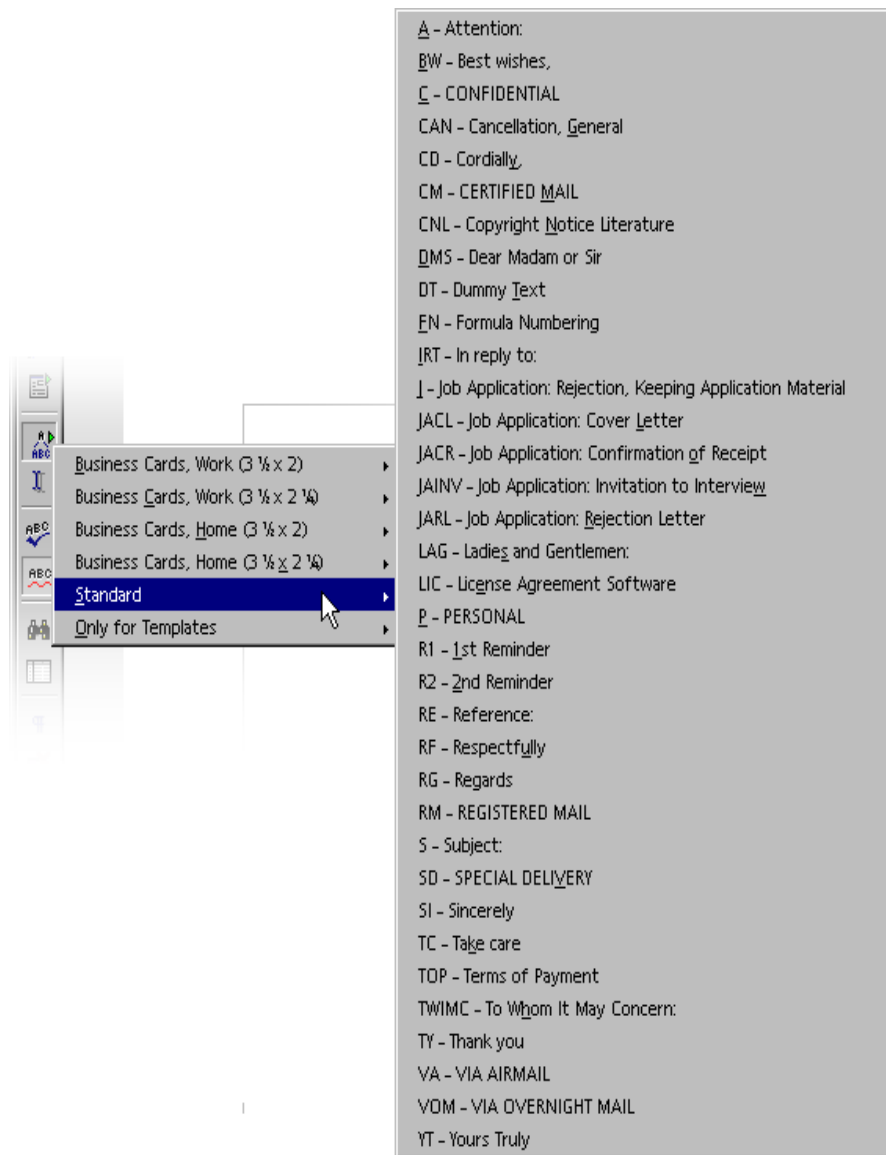 A - Attention:
BW - Best wishes,
C - CONFIDENTIAL
CAN - Cancellation, General
CD - Cordially,
CM - CERTIFIED MAIL
CNL - Copyright Notice Literature
DMS - Dear Madam or Sir
DT - Dummy Text
FN - Formula Numbering
IRT - In reply to:
J - Job Application: Rejection, Keeping Application Material
JACL - Job Application: Cover Letter
JACR - Job Application: Confirmation of Receipt
JAINV - Job Application: Invitation to Interview
JARL - Job Application: Rejection Letter
LAG - Ladies and Gentlemen:
LIC - License Agreement Software
P - PERSONAL
R1 - 1st Reminder
R2 - 2nd Reminder
RE - Reference:
RF - Respectfully
RG - Regards
RM - REGISTERED MAIL
S - Subject:
SD - SPECIAL DELIVERY
SI - Sincerely
TC - Take care
TOP - Terms of Payment
TWIMC - To Whom It May Concern:
TY - Thank you
VA - VIA AIRMAIL
VOM - VIA OVERNIGHT MAIL
YT - Yours Truly
A
ABC
Business Cards, Work (3 ½ x 2)
Business Cards, Work (3 ½ x 2 ¼)
Business Cards, Home (3 ½ x 2)
Business Cards, Home (3 ½ x 2 ¼)
Standard
Only for Templates
ABC
ABC